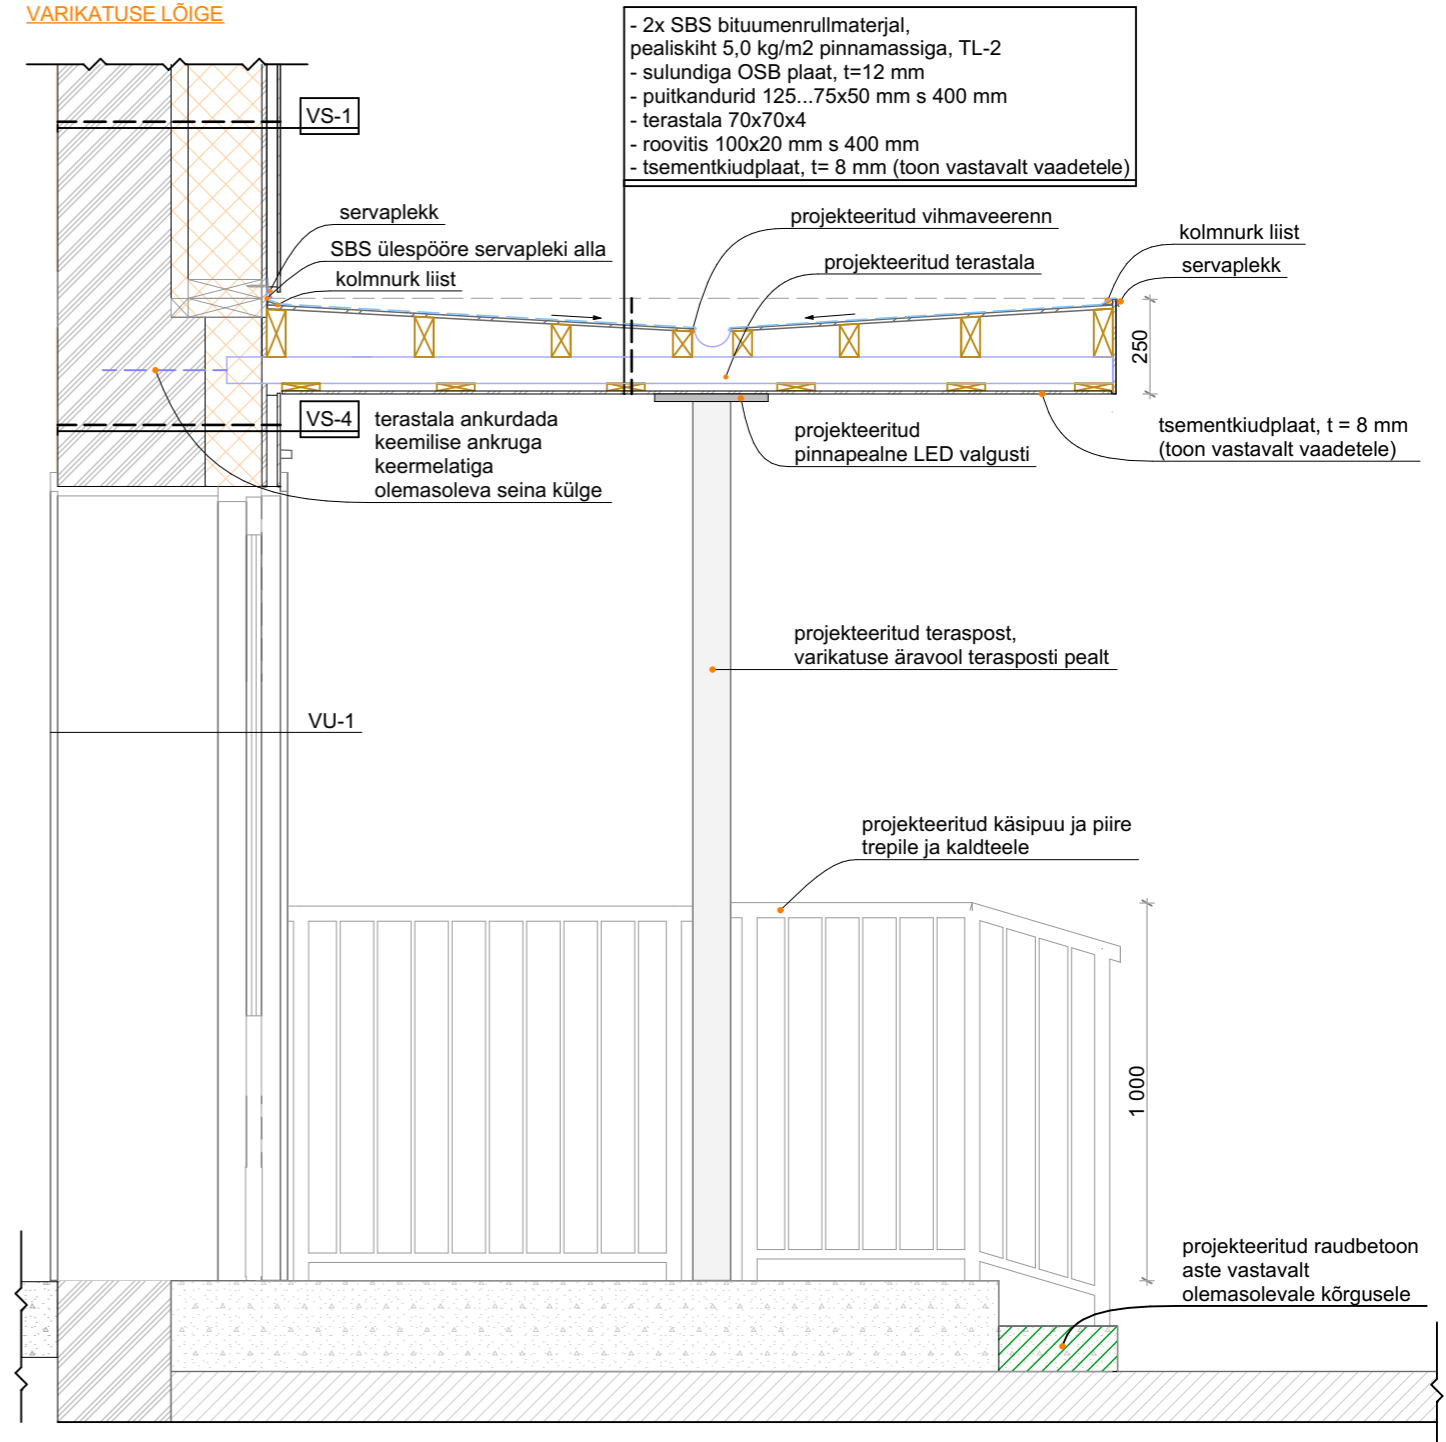 VARIKATUSE LÕIGE
- 2x SBS bituumenrullmaterjal,
pealiskiht 5,0 kg/m2 pinnamassiga, TL-2
- sulundiga OSB plaat, t=12 mm
- puitkandurid 125...75x50 mm s 400 mm
- terastala 70x70x4
- roovitis 100x20 mm s 400 mm
- tsementkiudplaat, t= 8 mm (toon vastavalt vaadetele)
VS-1
servaplekk
SBS ülespööre servapleki alla
kolmnurk liist
projekteeritud vihmaveerenn
projekteeritud terastala
kolmnurk liist
servaplekk
250
VS-4
terastala ankurdada
keemilise ankruga
keermelatiga
olemasoleva seina külge
projekteeritud
pinnapealne LED valgusti
tsementkiudplaat, t = 8 mm
(toon vastavalt vaadetele)
projekteeritud teraspost,
varikatuse äravool terasposti pealt
VU-1
projekteeritud käsipuu ja piire
trepile ja kaldteele
1 000
projekteeritud raudbetoon
aste vastavalt
olemasolevale kõrgusele